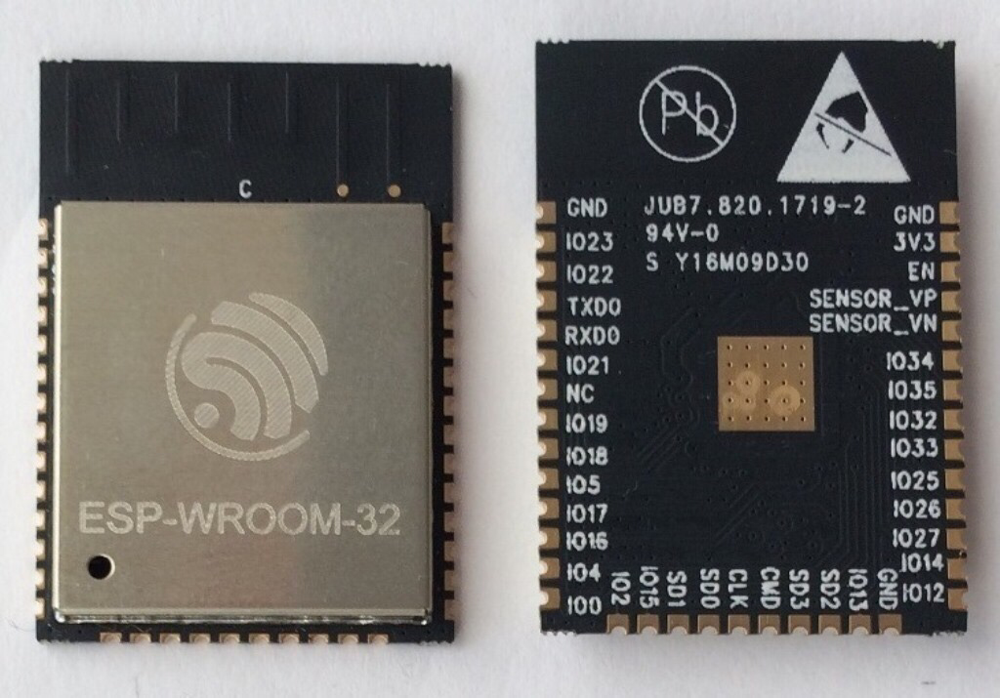 C
ESP-WROOM-32
Pb
JUB7.820.1719-2
94V-0
S Y16M09D30
GND
IO23
IO22
TXD0
RXD0
IO21
NC
IO19
IO18
IO5
IO17
IO16
IO4
IO0
IO2
IO15
SD1
SD0
CLK
CMD
SD3
SD2
IO13
GND
GND
3V3
EN
SENSOR_VP
SENSOR_VN
IO34
IO35
IO32
IO33
IO25
IO26
IO27
IO14
IO12